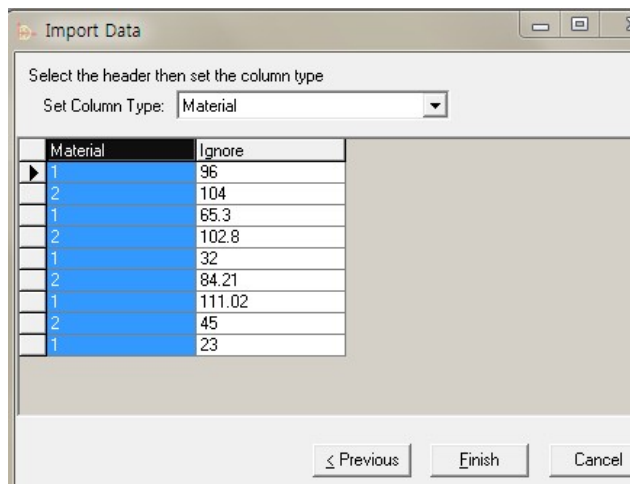 Import Data
Select the header then set the column type
Set Column Type: Material
Material Ignore
1 96
2 104
1 65.3
2 102.8
1 32
2 84.21
1 111.02
2 45
1 23
< Previous Finish Cancel